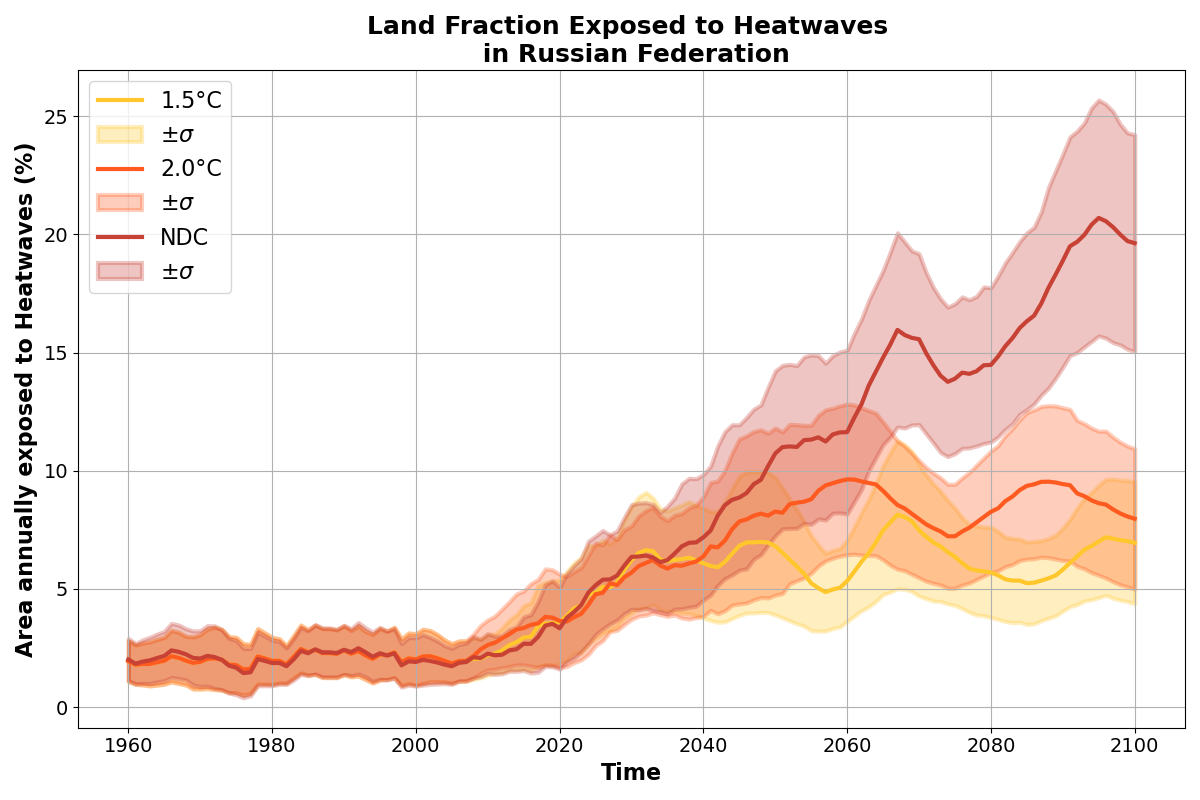 Land Fraction Exposed to Heatwaves
in Russian Federation
Area annually exposed to Heatwaves (%)
25
20
15
10
5
0
1.5°C
±σ
2.0°C
±σ
NDC
±σ
1960 1980 2000 2020 2040 2060 2080 2100
Time